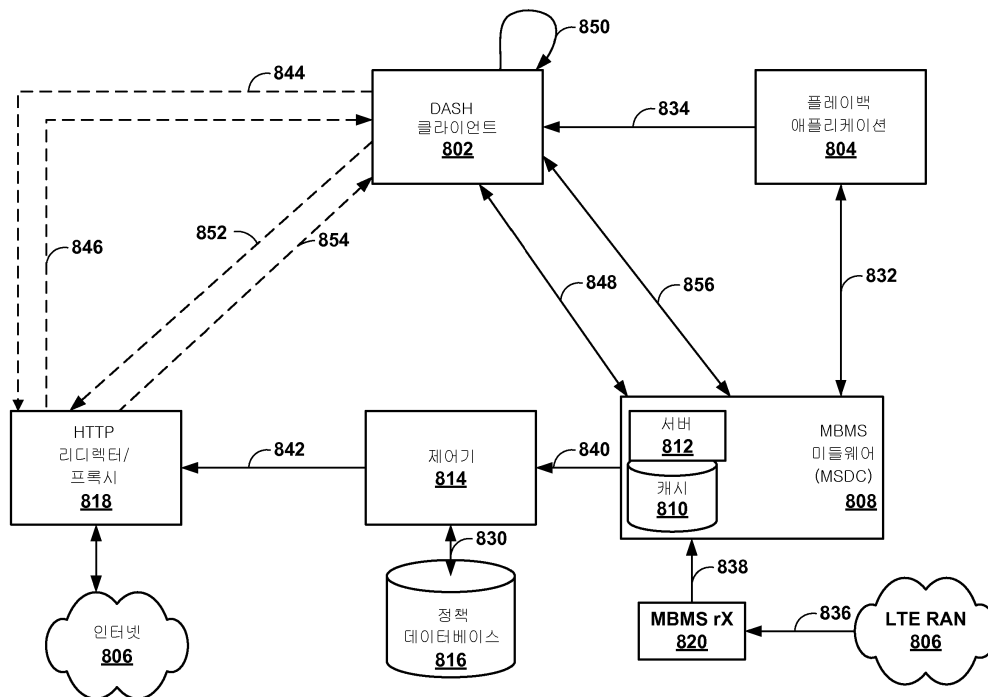 850
844
DASH
클라이언트
802
834
플레이백
애플리케이션
804
852
854
846
848
856
832
HTTP
리디렉터/
프록시
818
842
제어기
814
840
서버
812
캐시
810
MBMS
미들웨어
(MSDC)
808
830
838
인터넷
806
정책
데이터베이스
816
MBMS rX
820
836
LTE RAN
806